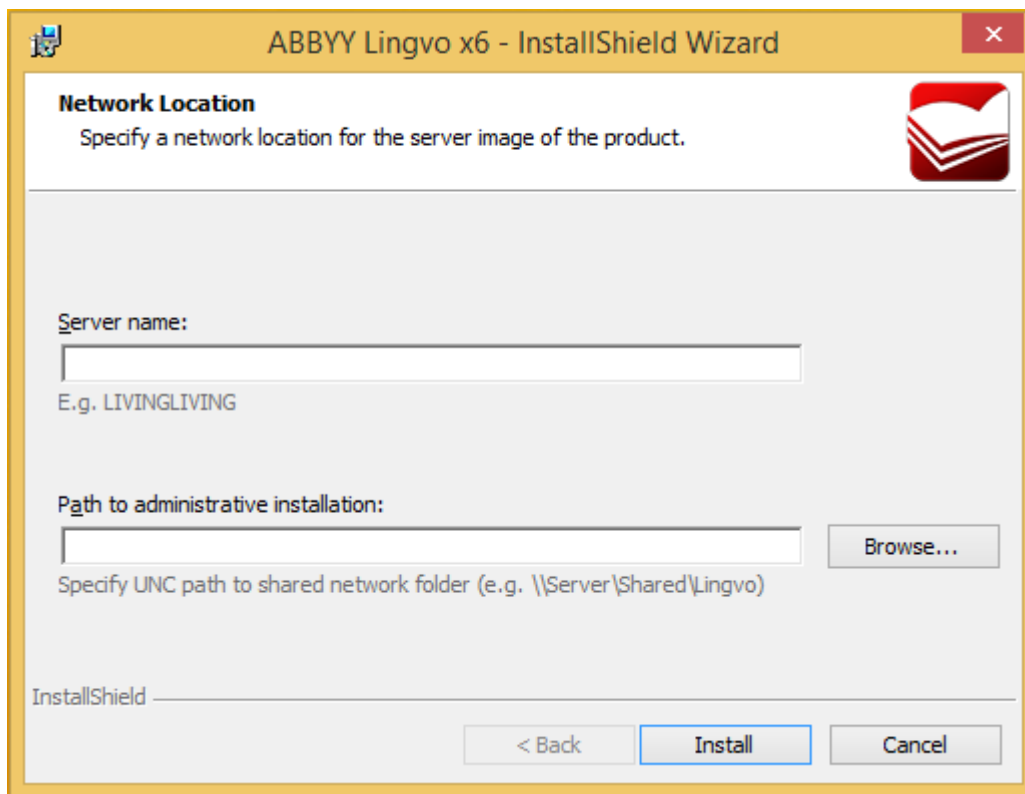 ABBYY Lingvo x6 - InstallShield Wizard
Network Location
Specify a network location for the server image of the product.
Server name:
E.g. LIVINGLIVING
Path to administrative installation:
Browse...
Specify UNC path to shared network folder (e.g. \\Server\Shared\Lingvo)
InstallShield
< Back Install Cancel